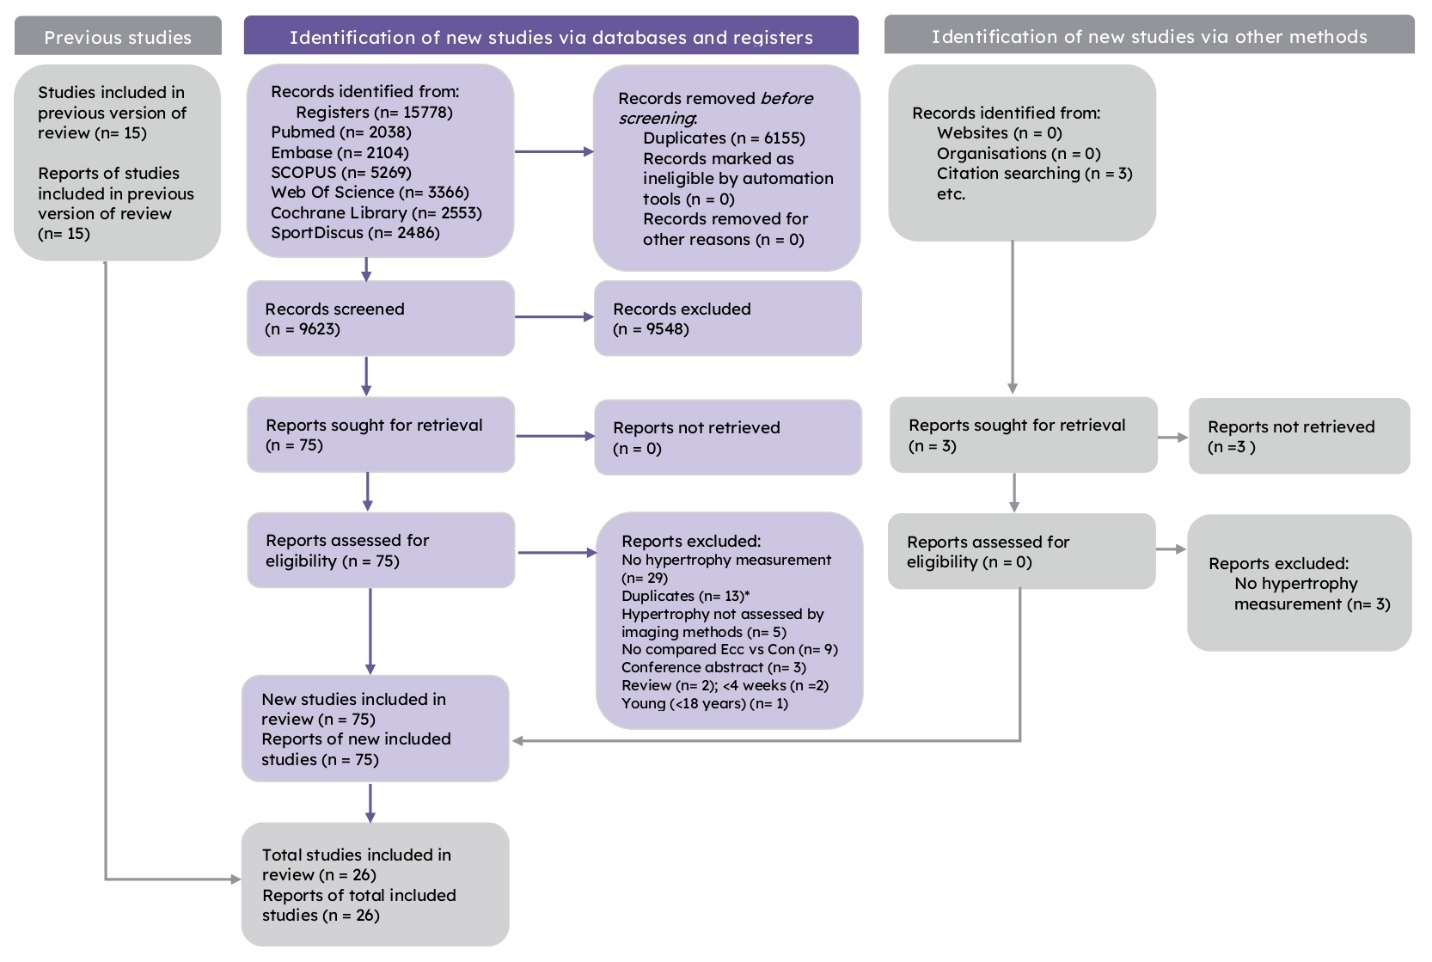 Previous studies
Identification of new studies via databases and registers
Identification of new studies via other methods
Studies included in
previous version of
review (n= 15)
Reports of studies
included in previous
version of review
(n= 15)
Records identified from:
Registers (n= 15778)
Pubmed (n= 2038)
Embase (n= 2104)
SCOPUS (n= 5269)
Web Of Science (n= 3366)
Cochrane Library (n= 2553)
SportDiscus (n= 2486)
Records removed before
screening:
Duplicates (n = 6155)
Records marked as
ineligible by automation
tools (n = 0)
Records removed for
other reasons (n = 0)
Records identified from:
Websites (n = 0)
Organisations (n = 0)
Citation searching (n = 3)
etc.
Records screened
(n = 9623)
Records excluded
(n = 9548)
Reports sought for retrieval
(n = 75)
Reports not retrieved
(n = 0)
Reports sought for retrieval
(n = 3)
Reports not retrieved
(n =3 )
Reports assessed for
eligibility (n = 75)
Reports excluded:
No hypertrophy measurement
(n= 29)
Duplicates (n= 13)*
Hypertrophy not assessed by
imaging methods (n= 5)
No compared Ecc vs Con (n= 9)
Conference abstract (n= 3)
Review (n= 2); <4 weeks (n =2)
Young (<18 years) (n= 1)
Reports assessed for
eligibility (n = 0)
Reports excluded:
No hypertrophy
measurement (n= 3)
New studies included in
review (n = 75)
Reports of new included
studies (n = 75)
Total studies included in
review (n = 26)
Reports of total included
studies (n = 26)